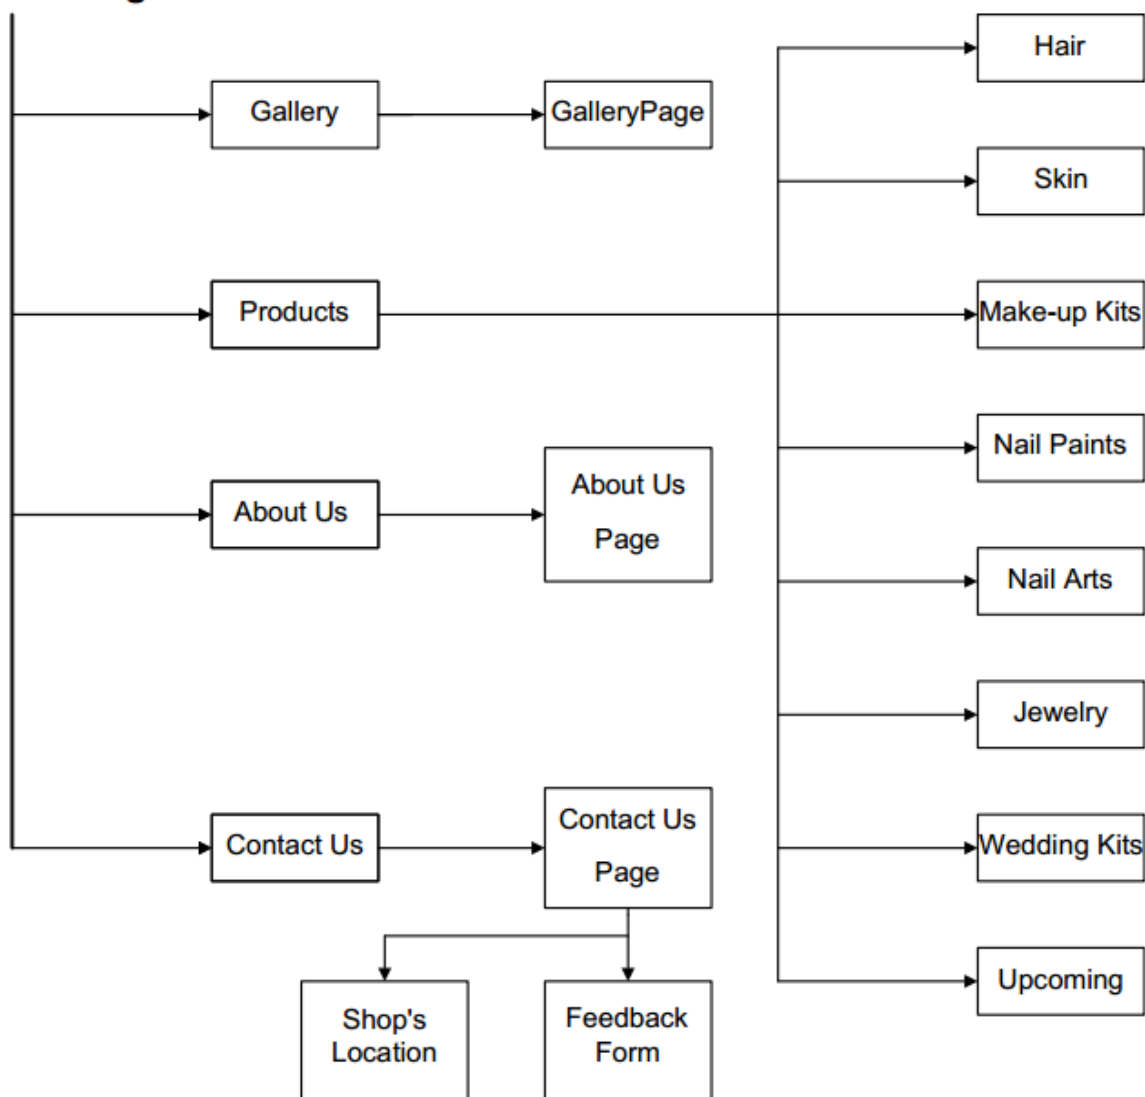 g
Hair
Gallery
GalleryPage
Skin
Products
Make-up Kits
Nail Paints
About Us
About Us
Page
Nail Arts
Jewelry
Contact Us
Contact Us
Page
Wedding Kits
Upcoming
Shop's
Location
Feedback
Form